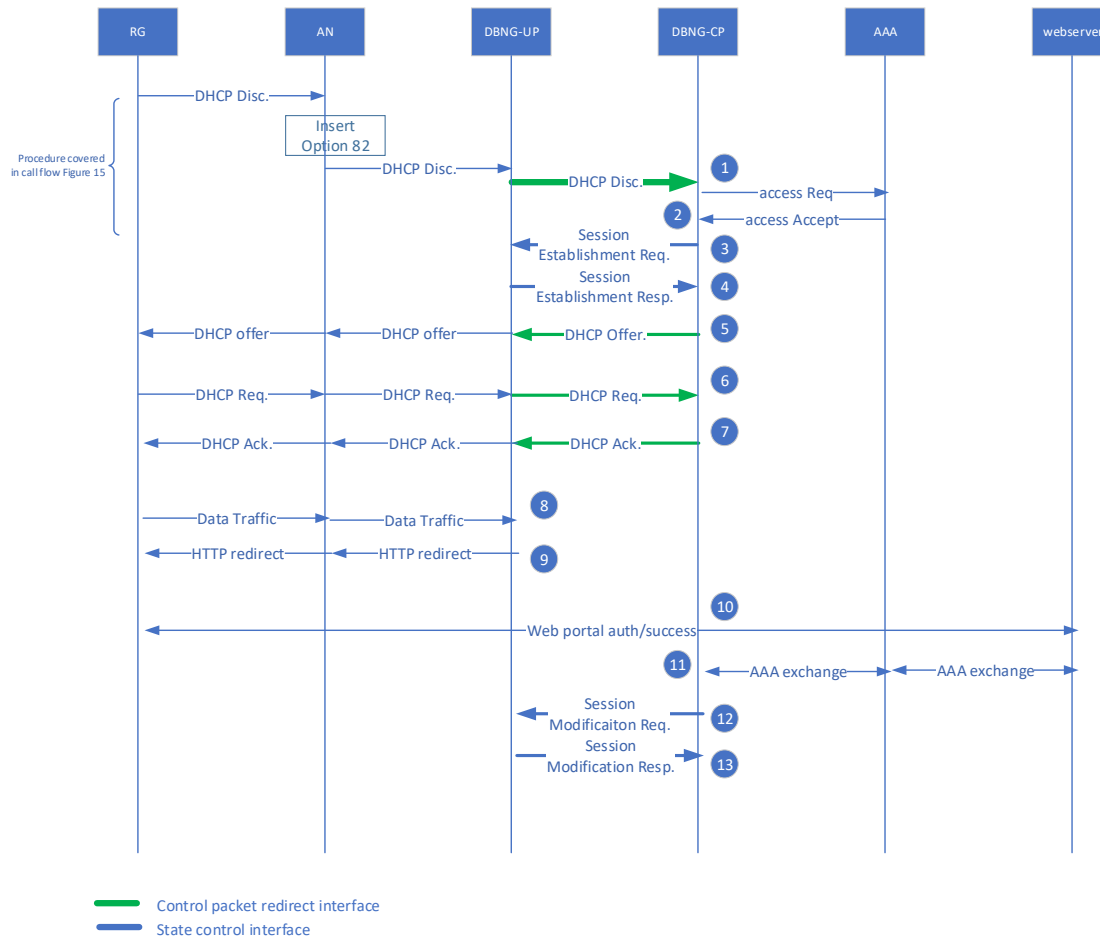 RG
AN
DBNG-UP
DBNG-CP
AAA
webserver
DHCP Disc.
Insert
Option 82
Procedure covered
in call flow Figure 15
DHCP Disc.
DHCP Disc.
1
access Req
2
access Accept
Session
Establishment Req.
3
Session
Establishment Resp.
4
DHCP offer
DHCP offer
DHCP Offer.
5
DHCP Req.
DHCP Req.
DHCP Req.
6
DHCP Ack.
DHCP Ack.
DHCP Ack.
7
Data Traffic
Data Traffic
8
HTTP redirect
HTTP redirect
9
10
Web portal auth/success
11
AAA exchange
AAA exchange
Session
Modificaiton Req.
12
Session
Modification Resp.
13
Control packet redirect interface
State control interface